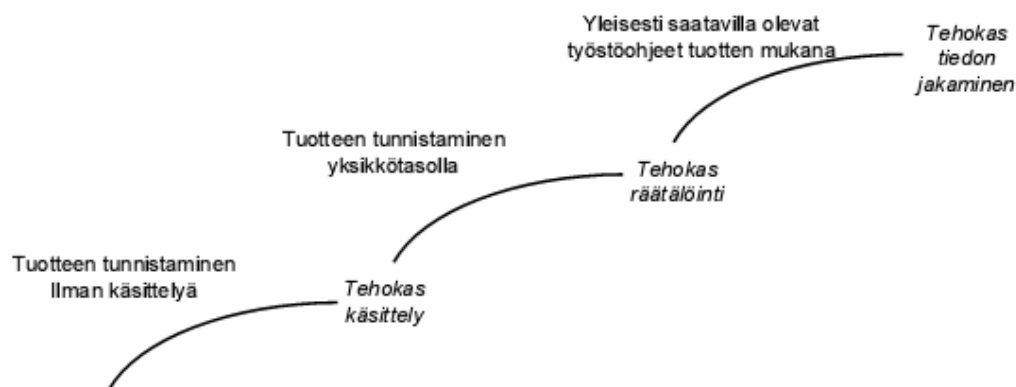 Yleisesti saatavilla olevat
työstöohjeet tuotten mukana
Tehokas
tiedon
jakaminen
Tuotteen tunnistaminen
yksikkötasolla
Tehokas
räätälöinti
Tuotteen tunnistaminen
Ilman käsittelyä
Tehokas
käsittely